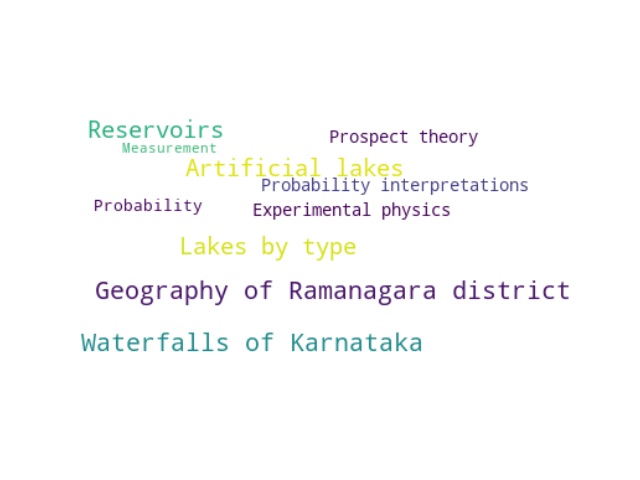 Reservoirs
Prospect theory
Measurement
Artificial lakes
Probability interpretations
Probability
Experimental physics
Lakes by type
Geography of Ramanagara district
Waterfalls of Karnataka